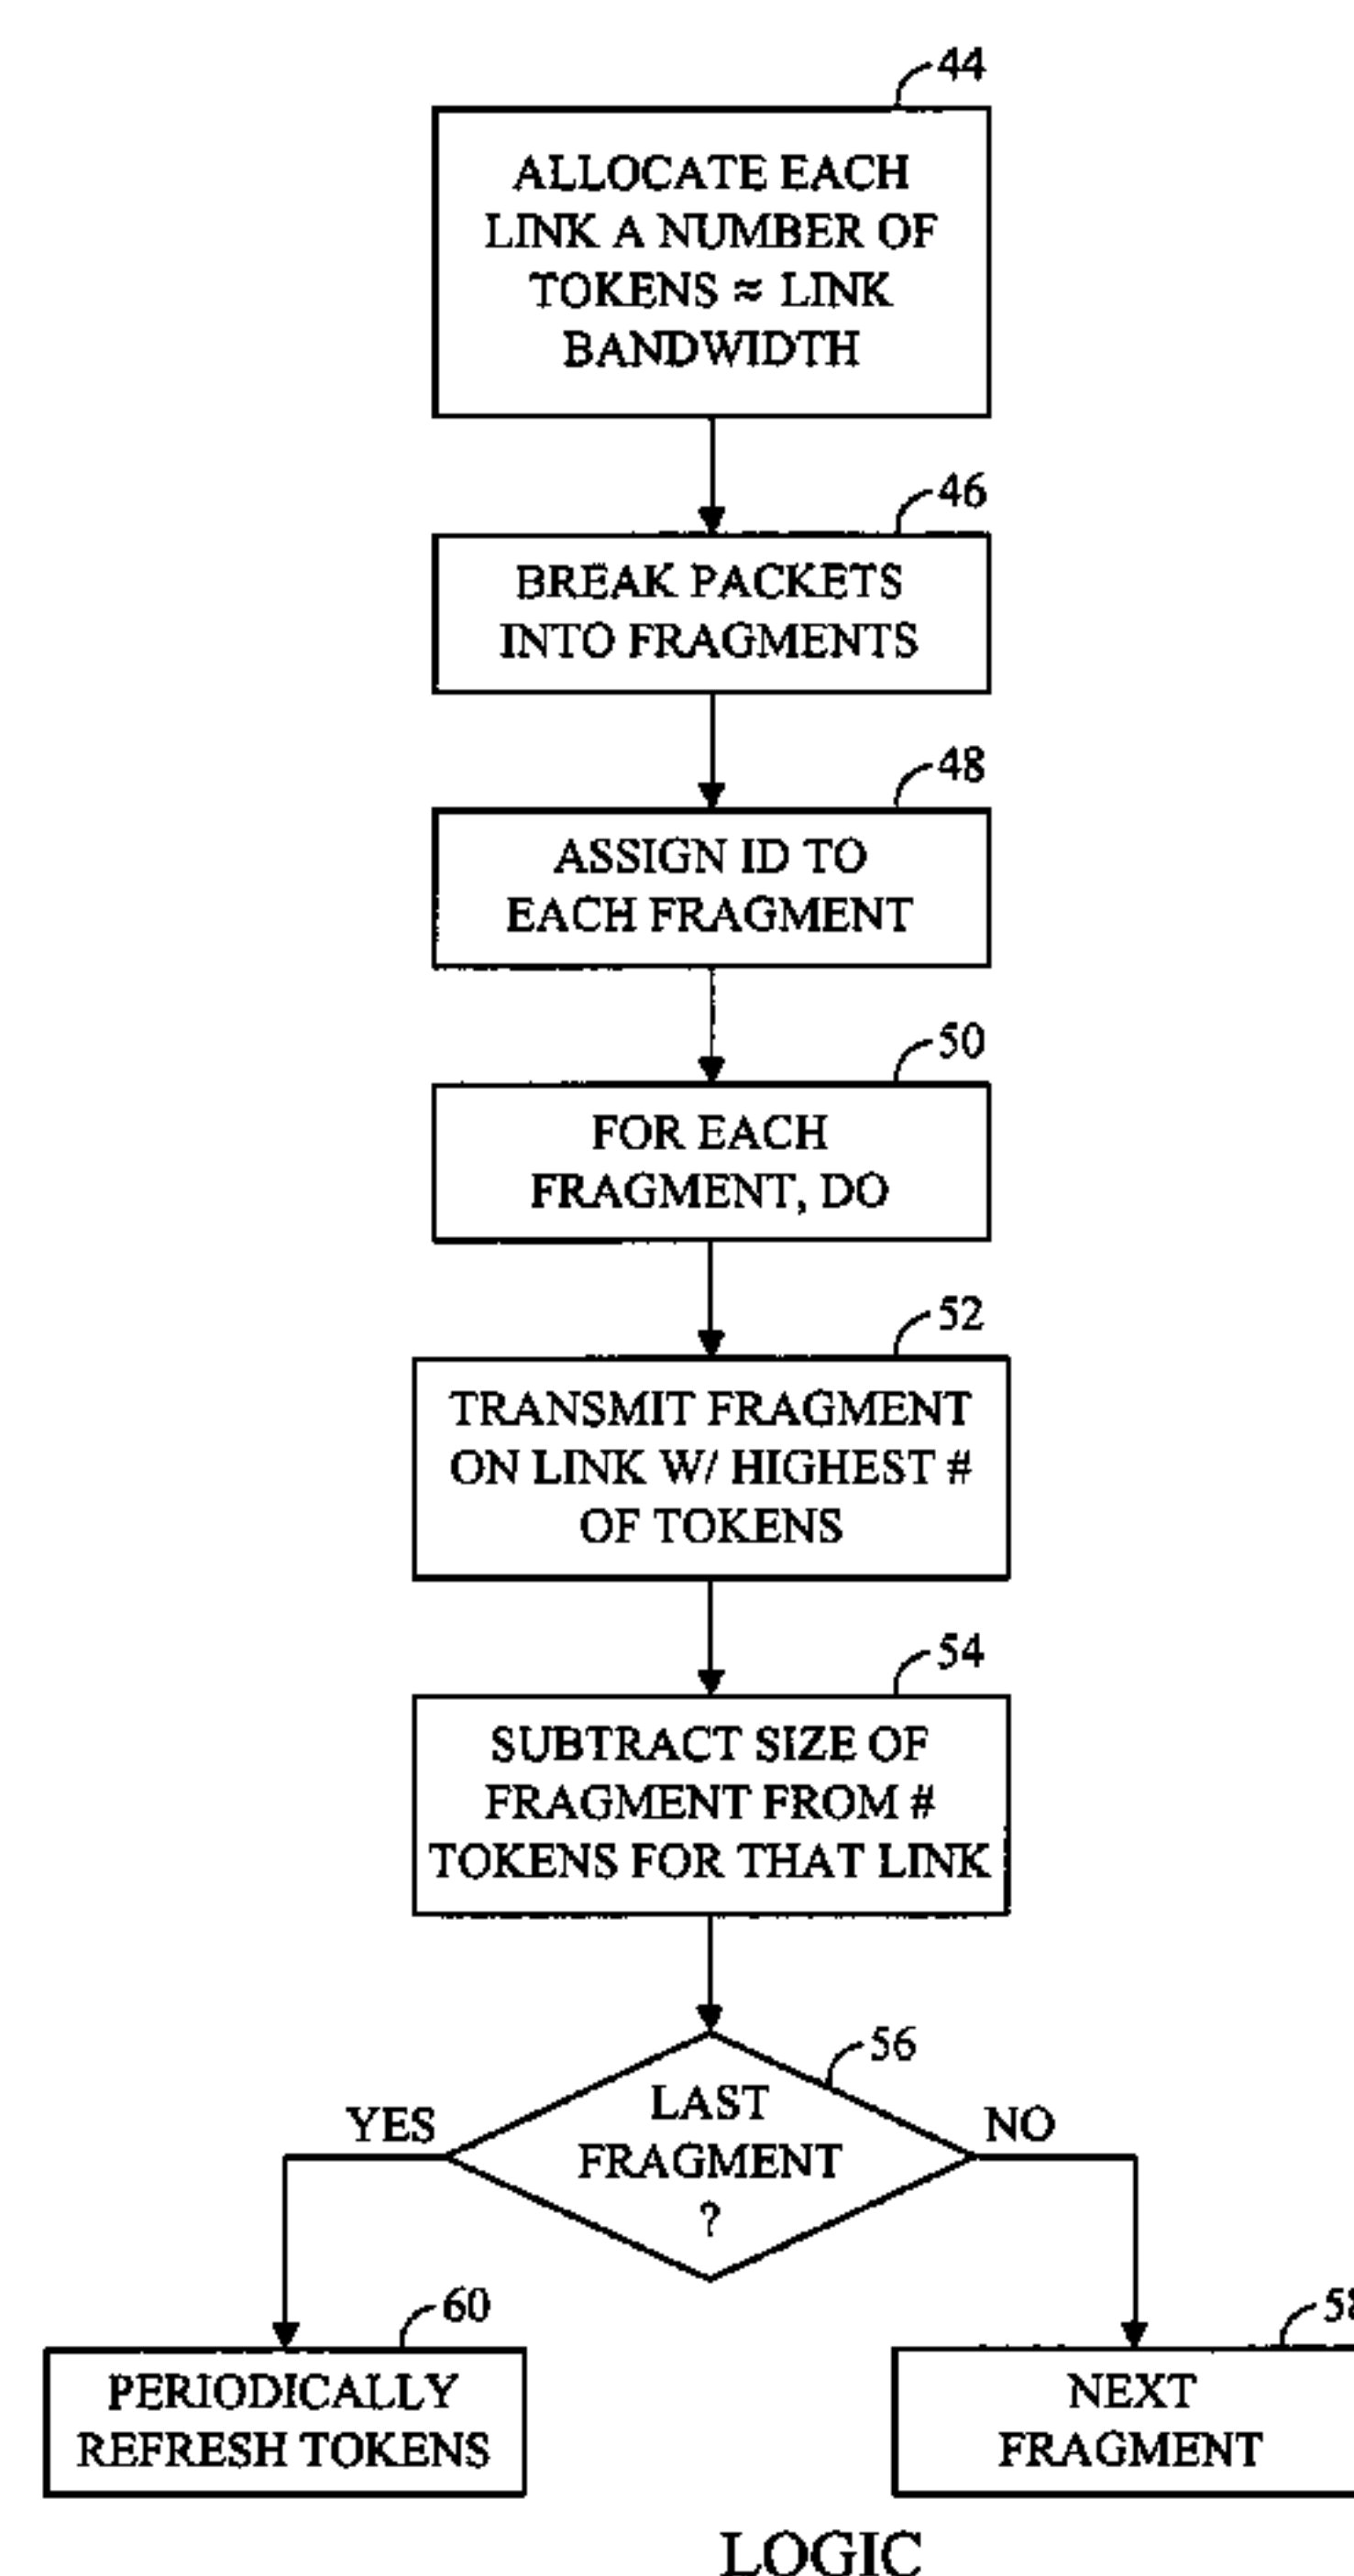 44
ALLOCATE EACH
LINK A NUMBER OF
TOKENS ≈ LINK
BANDWIDTH
46
BREAK PACKETS
INTO FRAGMENTS
48
ASSIGN ID TO
EACH FRAGMENT
50
FOR EACH
FRAGMENT, DO
52
TRANSMIT FRAGMENT
ON LINK W/ HIGHEST #
OF TOKENS
54
SUBTRACT SIZE OF
FRAGMENT FROM #
TOKENS FOR THAT LINK
56
LAST
FRAGMENT
?
YES
NO
60
PERIODICALLY
REFRESH TOKENS
58
NEXT
FRAGMENT
LOGIC